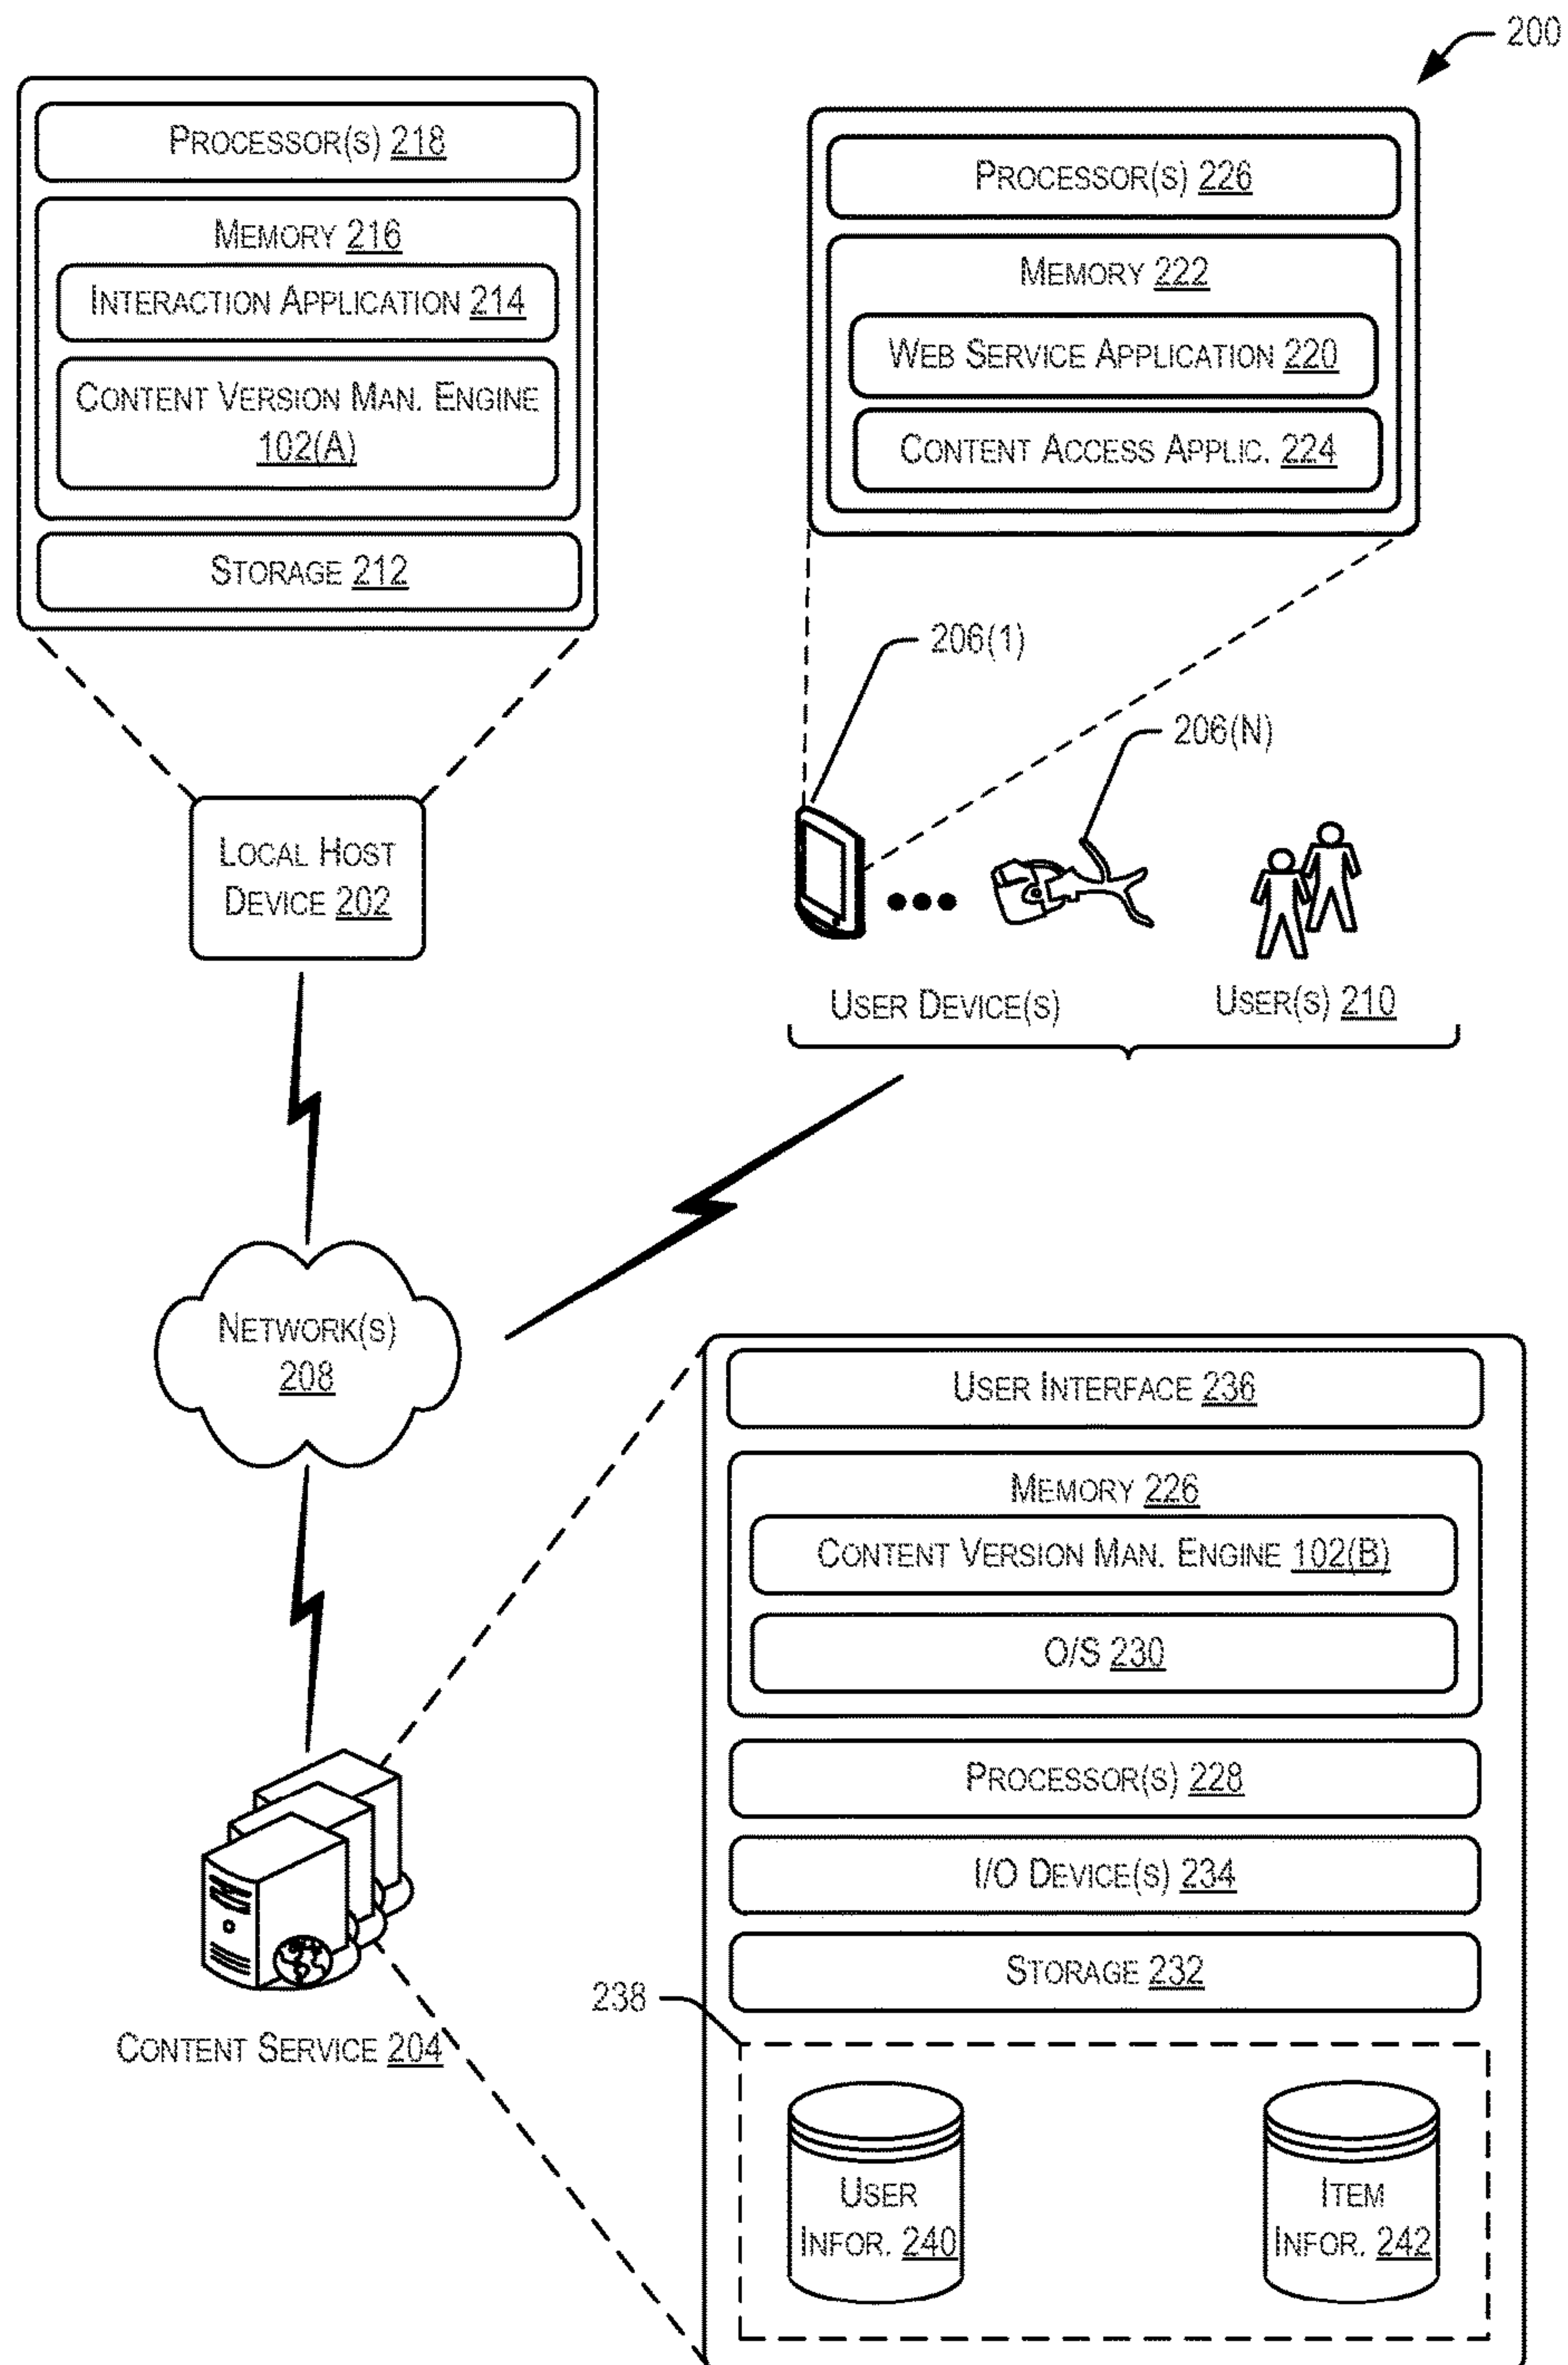 200
PROCESSOR(S) 218
MEMORY 216
INTERACTION APPLICATION 214
CONTENT VERSION MAN. ENGINE
102(A)
STORAGE 212
PROCESSOR(S) 226
MEMORY 222
WEB SERVICE APPLICATION 220
CONTENT ACCESS APPLIC. 224
206(1)
206(N)
LOCAL HOST
DEVICE 202
USER DEVICE(S)
USER(S) 210
NETWORK(S)
208
USER INTERFACE 236
MEMORY 226
CONTENT VERSION MAN. ENGINE 102(B)
O/S 230
PROCESSOR(S) 228
I/O DEVICE(S) 234
STORAGE 232
238
CONTENT SERVICE 204
USER
INFOR. 240
ITEM
INFOR. 242